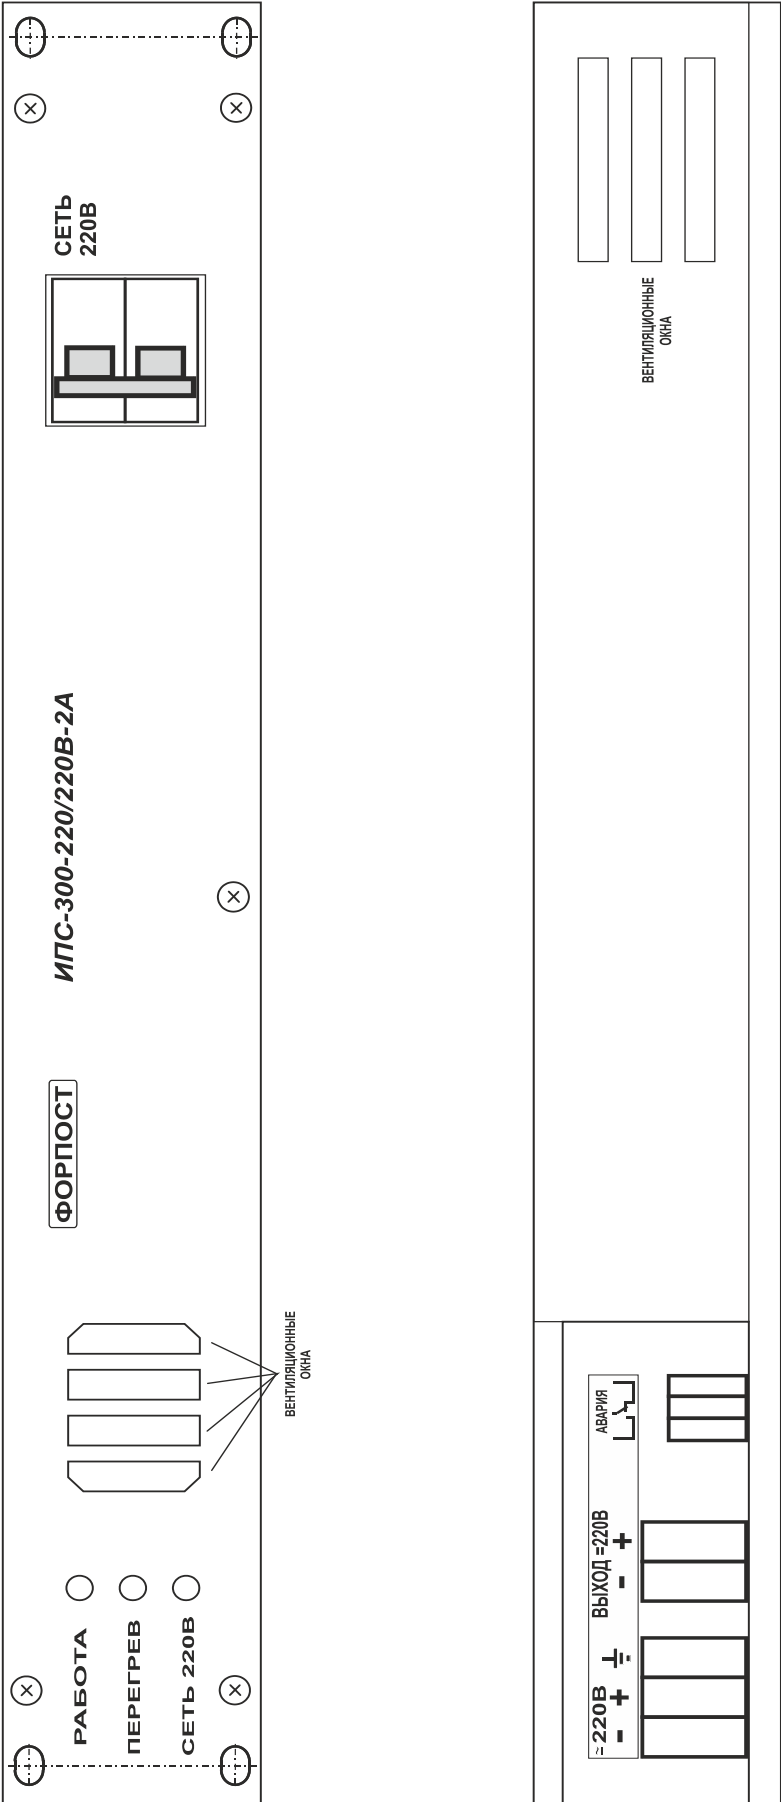 СЕТЬ
220В
ИПС-300-220/220В-2А
ФОРПОСТ
ВЕНТИЛЯЦИОННЫЕ
ОКНА
РАБОТА
ПЕРЕГРЕВ
СЕТЬ 220В
ВЕНТИЛЯЦИОННЫЕ
ОКНА
АВАРИЯ
ВЫХОД =220В
- +
≂ 220В
- +